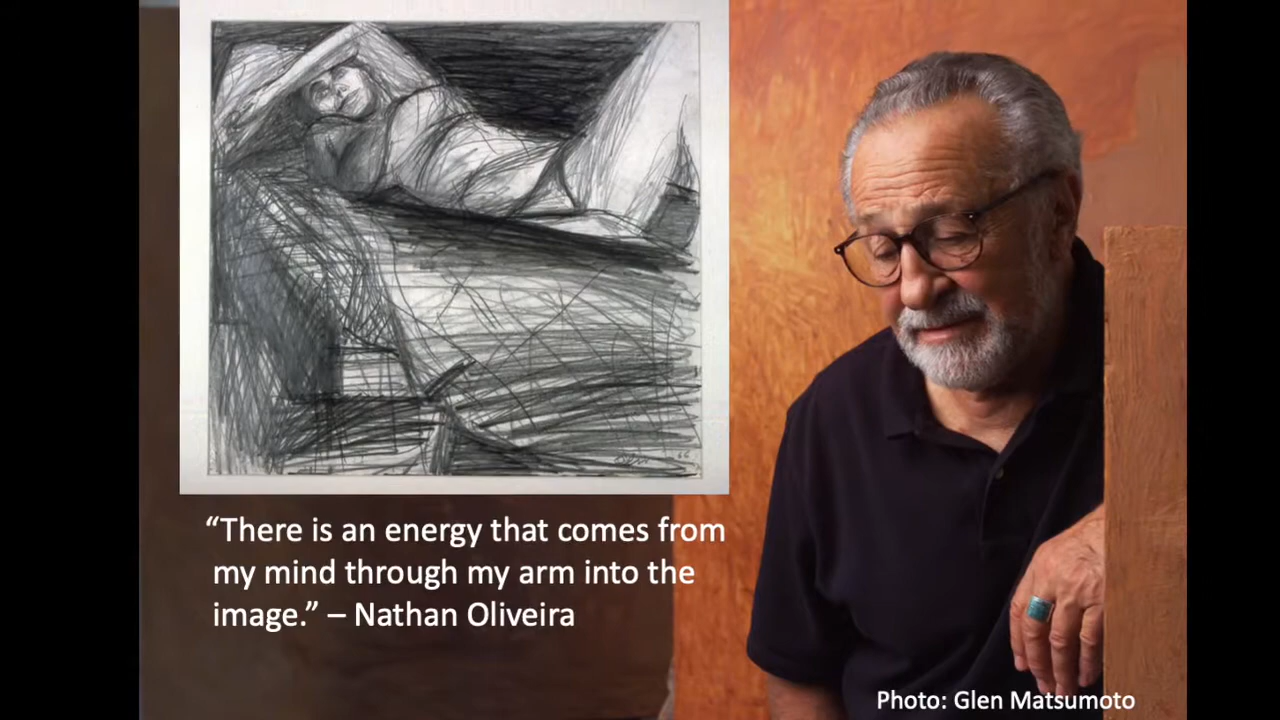 “There is an energy that comes from
my mind through my arm into the
image.” – Nathan Oliveira
Photo: Glen Matsumoto